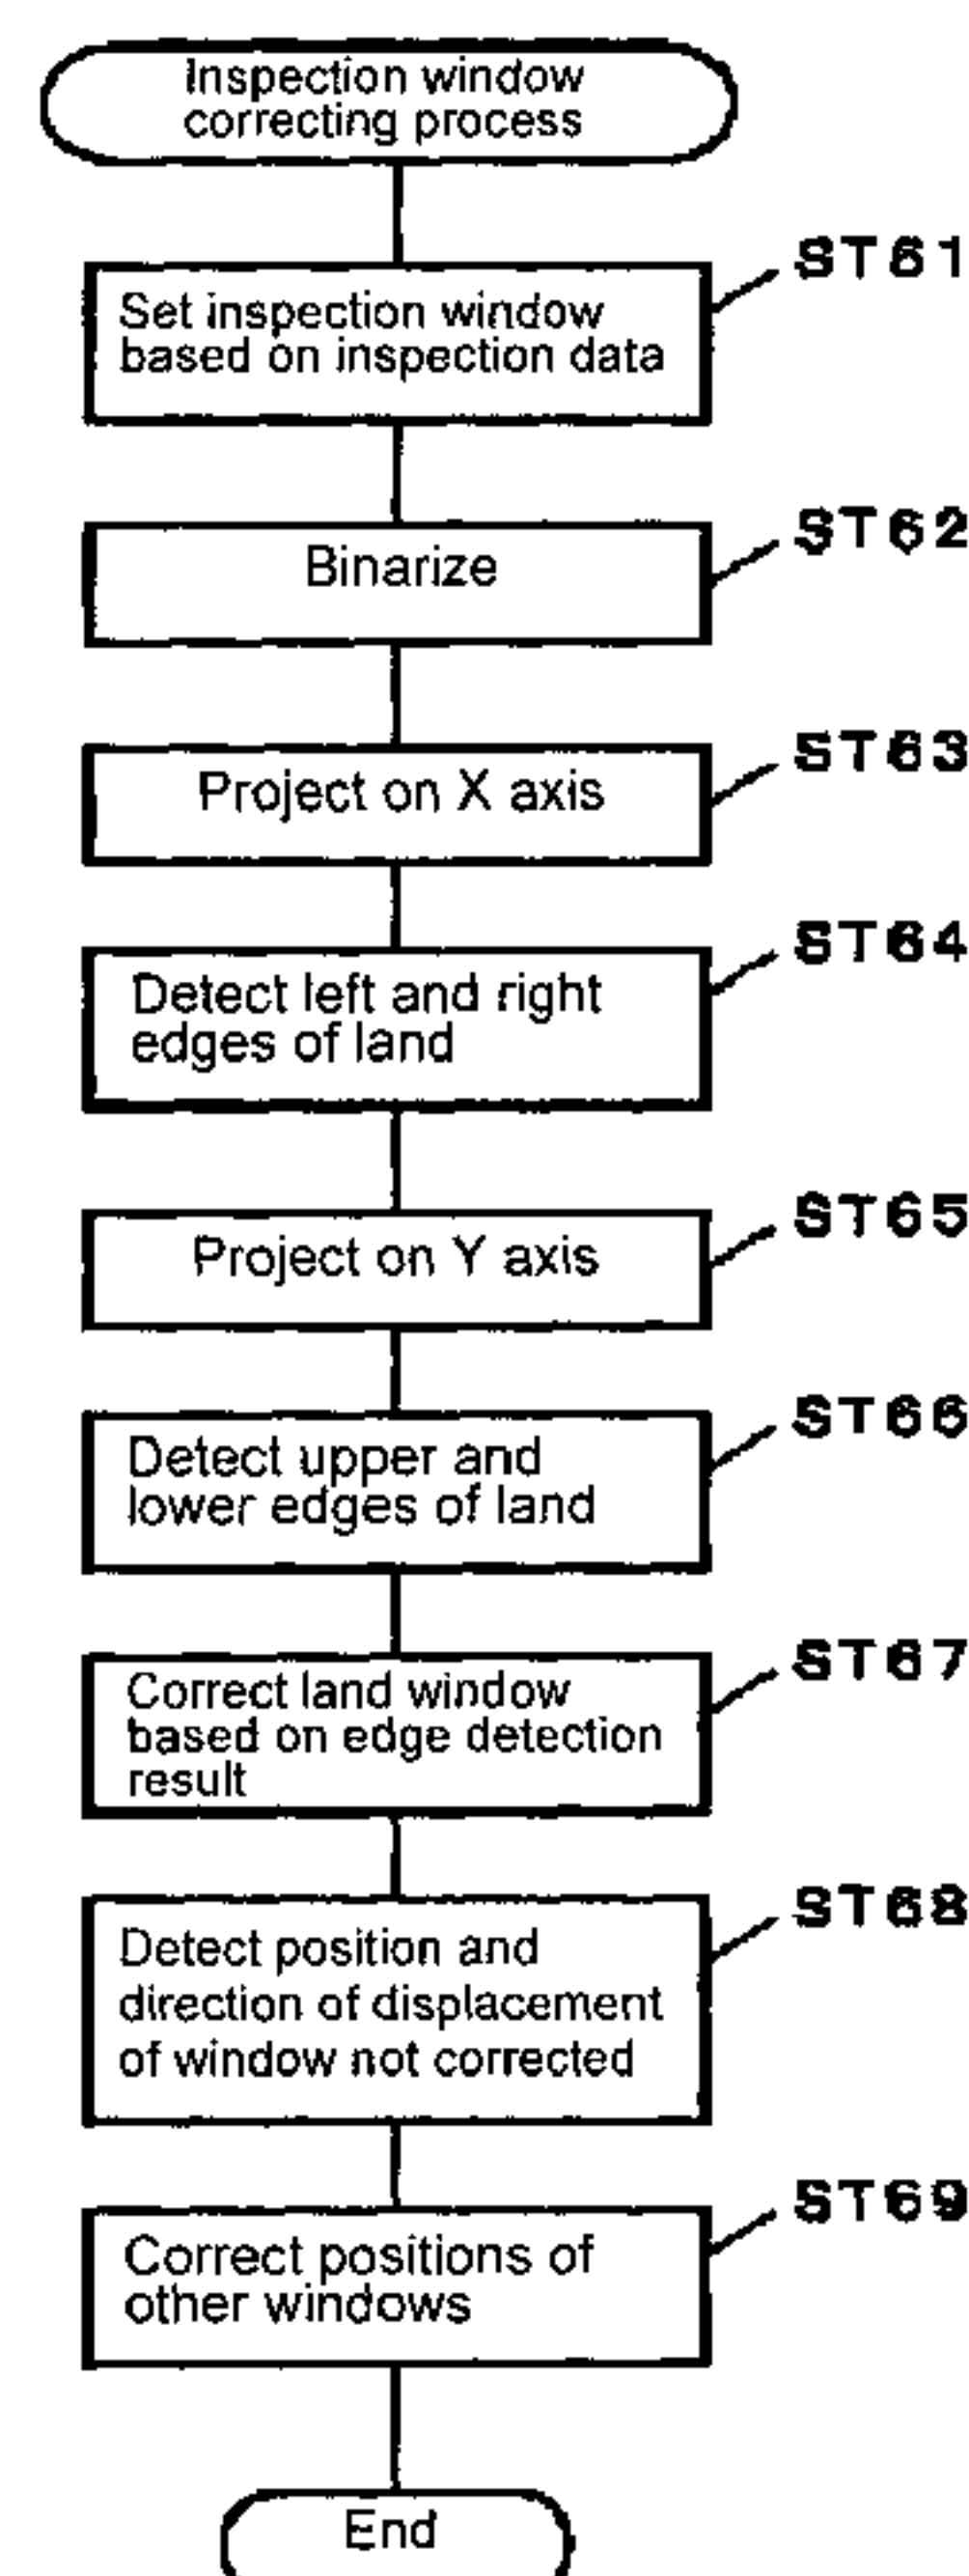 Inspection window
correcting process
ST61
Set inspection window
based on inspection data
ST62
Binarize
ST63
Project on X axis
ST64
Detect left and right
edges of land
ST65
Project on Y axis
ST66
Detect upper and
lower edges of land
ST67
Correct land window
based on edge detection
result
ST68
Detect position and
direction of displacement
of window not corrected
ST69
Correct positions of
other windows
End